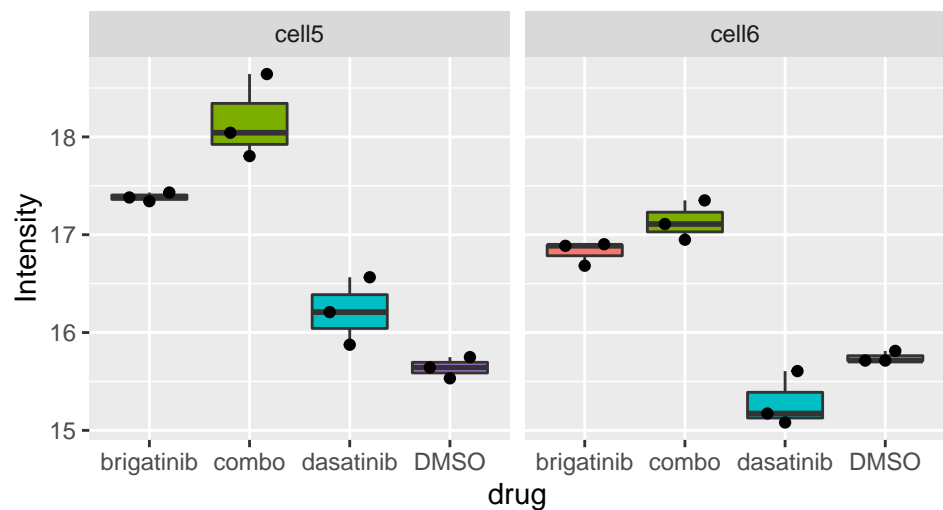 cell5
cell6
Intensity
18
17
16
15
brigatinib combo dasatinib DMSO
brigatinib combo dasatinib DMSO
drug